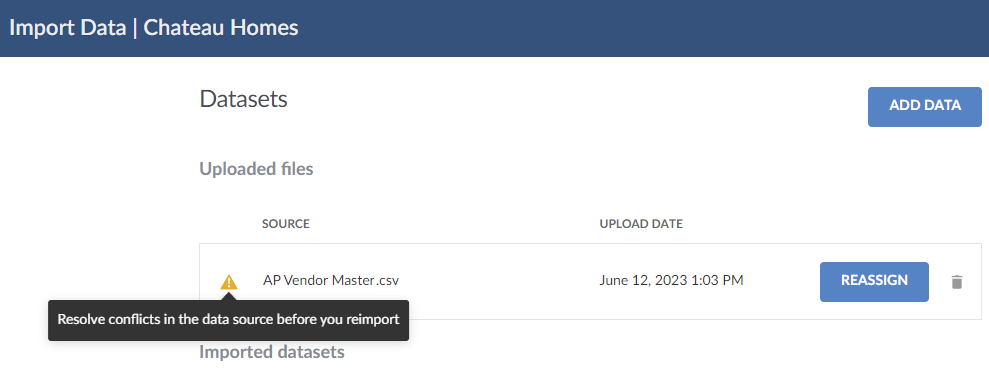 Import Data | Chateau Homes
Datasets
ADD DATA
Uploaded files
SOURCE UPLOAD DATE
AP Vendor Master.csv June 12, 2023 1:03 PM REASSIGN
Resolve conflicts in the data source before you reimport
Imported datasets